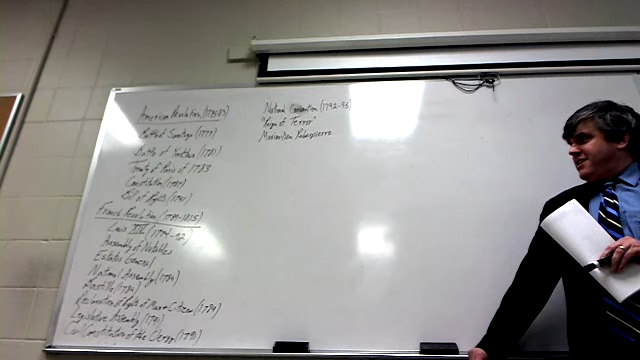 American Revolution (1775-83)
Battle of Saratoga (1777)
Battle of Yorktown (1781)
Treaty of Paris of 1783
Constitution (1787)
Bill of Rights (1791)
French Revolution (1789-1815)
Louis XVI (1774-92)
Assembly of Notables
Estates General
National Assembly (1789)
Bastille (1789)
Declaration of Rights of Man + Citizen (1789)
Legislative Assembly (1791)
Civil Constitution of the Clergy (1791)
National Convention (1792-95)
"Reign of Terror"
Maximilien Robespierre